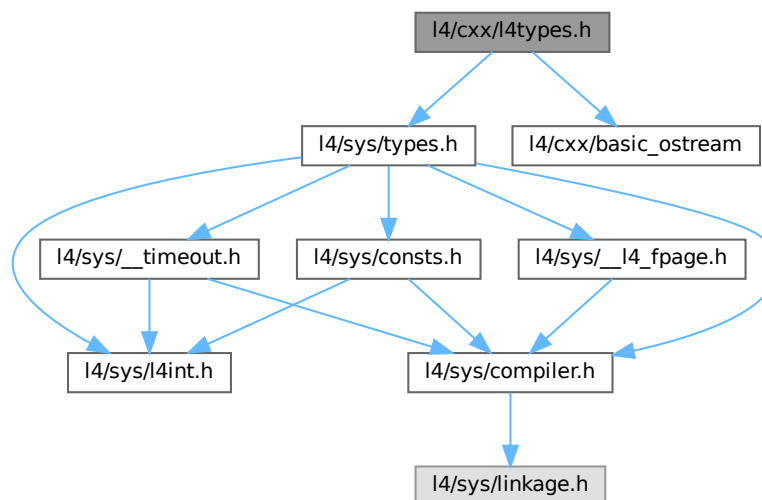 l4/cxx/l4types.h
l4/sys/types.h
l4/cxx/basic_ostream
l4/sys/__timeout.h
l4/sys/consts.h
l4/sys/__l4_fpage.h
l4/sys/l4int.h
l4/sys/compiler.h
l4/sys/linkage.h